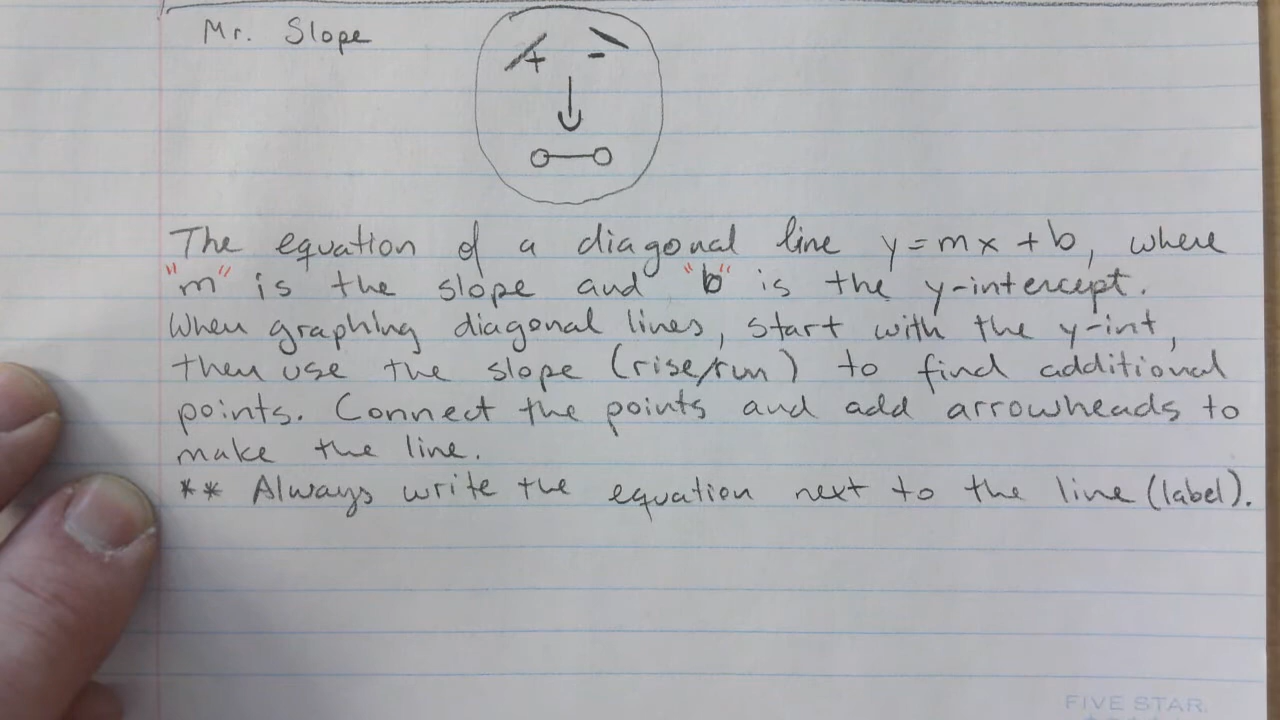 Mr. Slope
+ -
The equation of a diagonal line y=mx+b, where
"m" is the slope and "b" is the y-intercept.
When graphing diagonal lines, start with the y-int,
then use the slope (rise/run) to find additional
points. Connect the points and add arrowheads to
make the line.
** Always write the equation next to the line (label).
FIVE STAR.